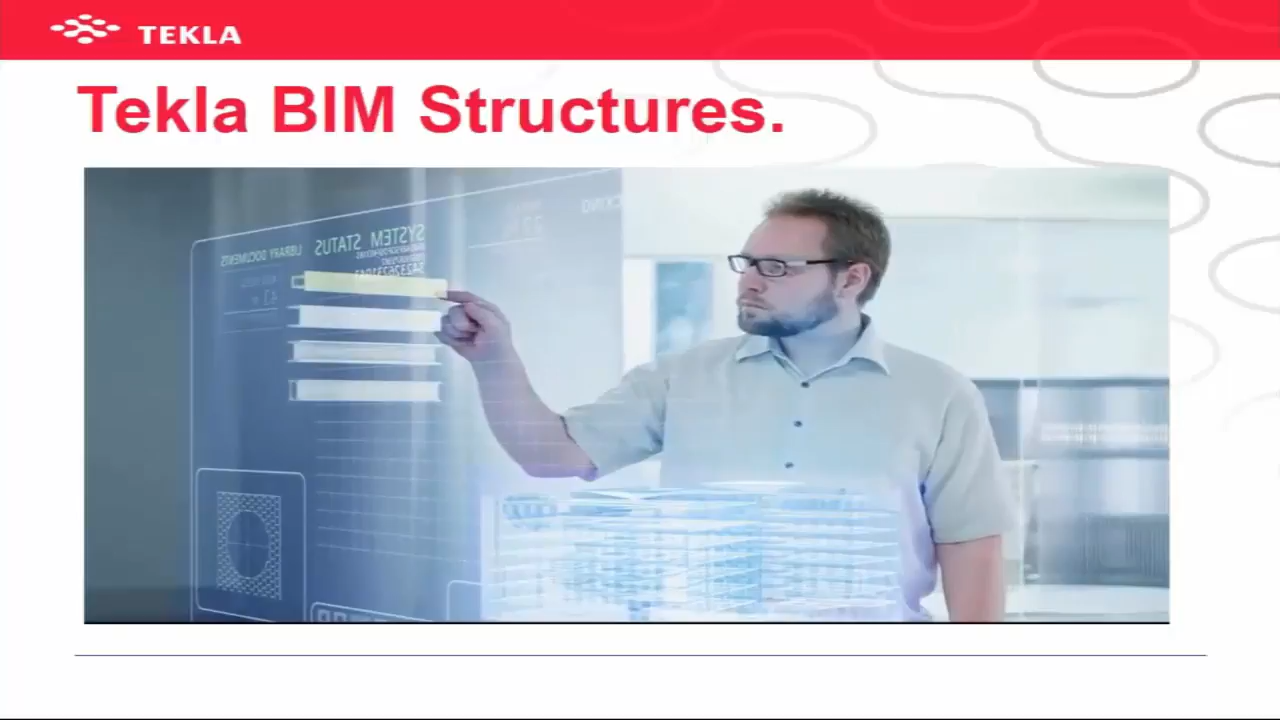 TEKLA
Tekla BIM Structures.
SYSTEM STATUS
LIBRARY DOCUMENTS